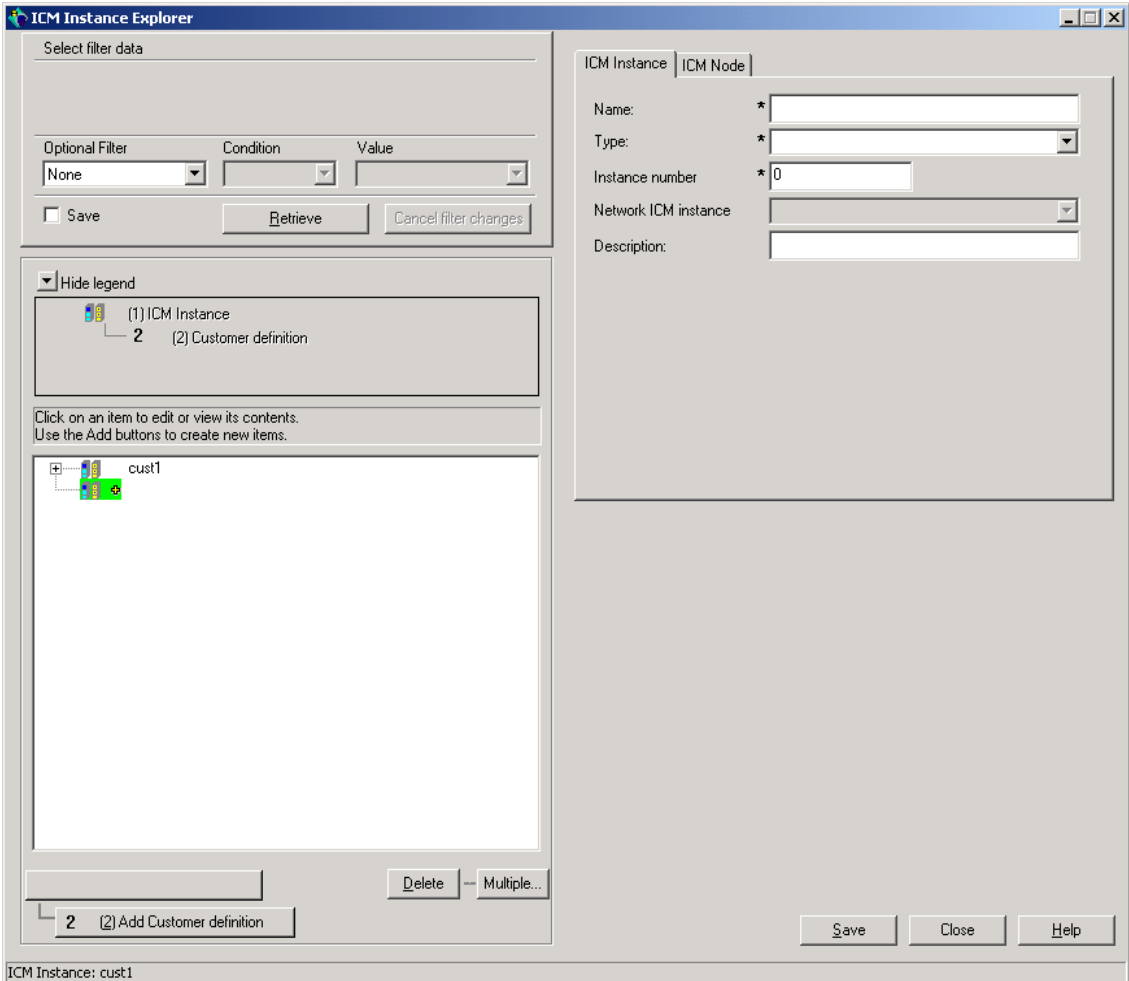 ICM Instance Explorer
Select filter data
Optional Filter Condition Value
None
Save Retrieve Cancel filter changes
Hide legend
(1) ICM Instance
2 (2) Customer definition
Click on an item to edit or view its contents.
Use the Add buttons to create new items.
cust1
Delete Multiple...
2 (2) Add Customer definition
ICM Instance ICM Node
Name: *
Type: *
Instance number * 0
Network ICM instance
Description:
Save Close Help
ICM Instance: cust1